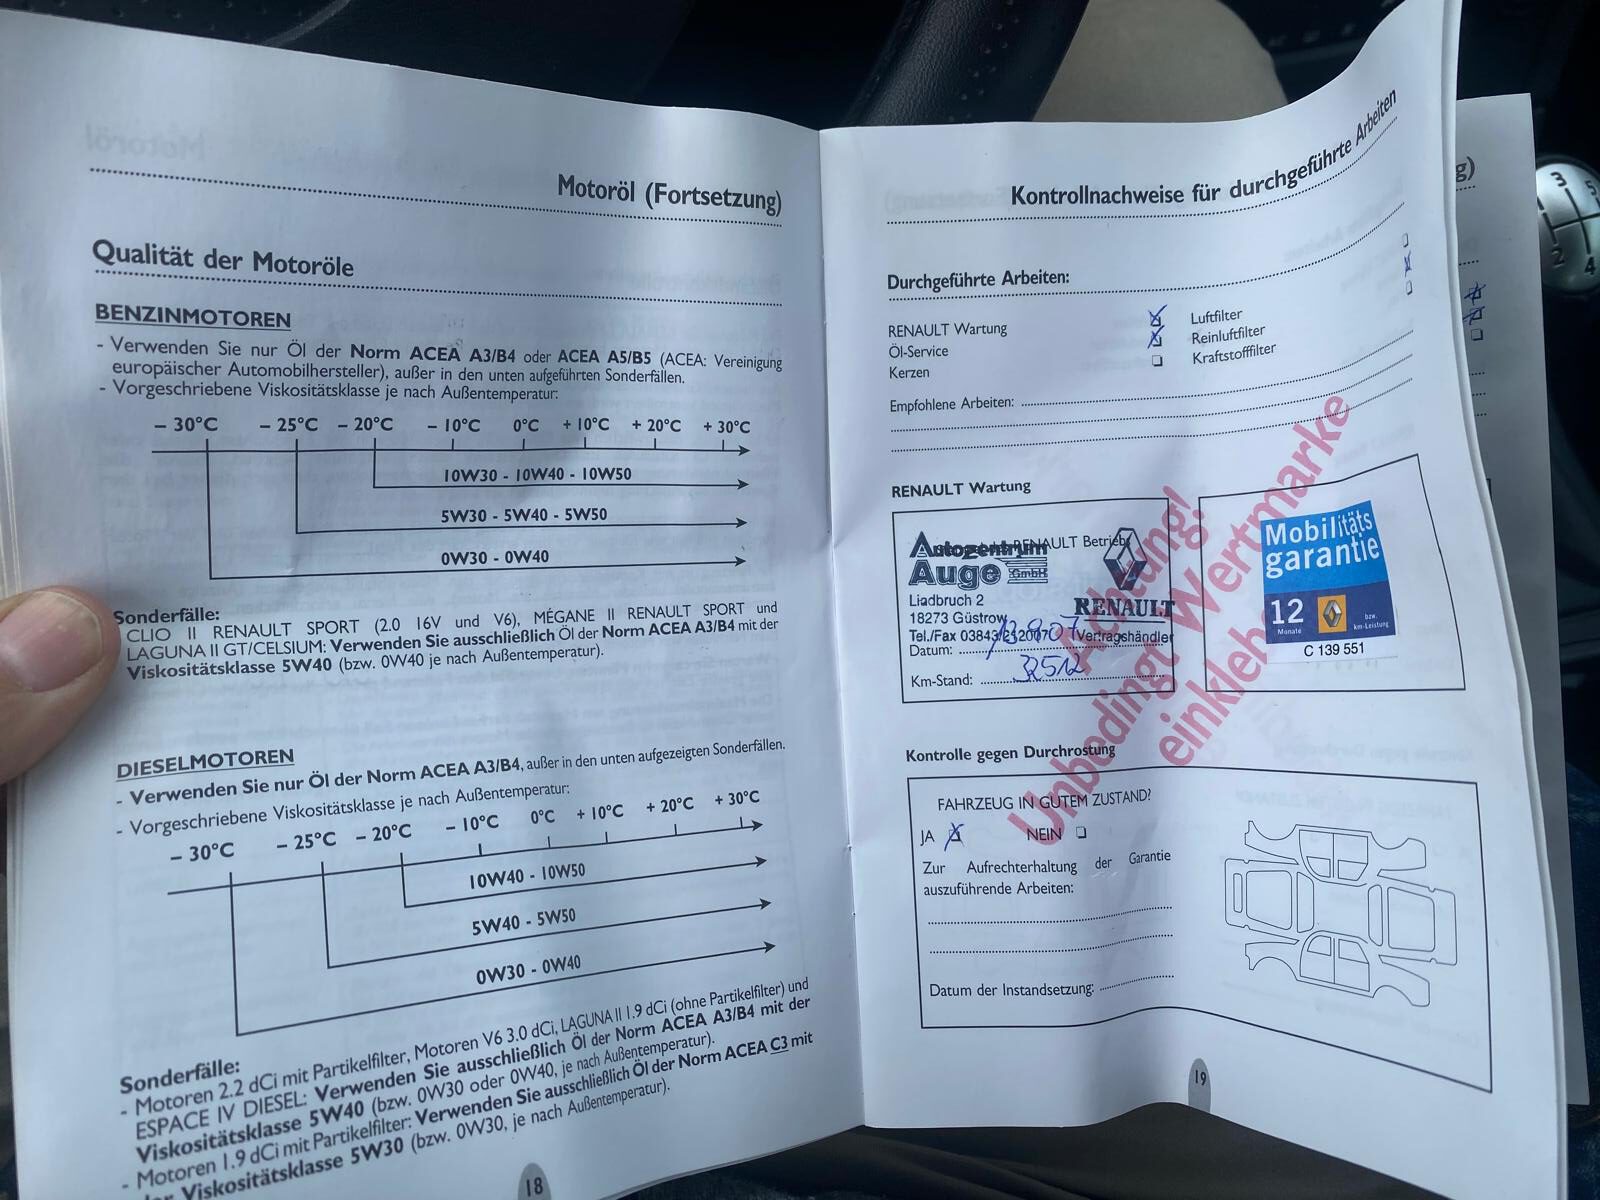 Motoröl (Fortsetzung)
Qualität der Motoröle
BENZINMOTOREN
- Verwenden Sie nur Öl der Norm ACEA A3/B4 oder ACEA A5/B5 (ACEA: Vereinigung
europäischer Automobilhersteller), außer in den unten aufgeführten Sonderfällen.
- Vorgeschriebene Viskositätsklasse je nach Außentemperatur:
– 30°C – 25°C – 20°C – 10°C 0°C + 10°C + 20°C + 30°C
10W30 - 10W40 - 10W50
5W30 - 5W40 - 5W50
0W30 - 0W40
Sonderfälle:
CLIO II RENAULT SPORT (2.0 16V und V6), MÉGANE II RENAULT SPORT und
LAGUNA II GT/CELSIUM: Verwenden Sie ausschließlich Öl der Norm ACEA A3/B4 mit der
Viskositätsklasse 5W40 (bzw. 0W40 je nach Außentemperatur).
DIESELMOTOREN
- Verwenden Sie nur Öl der Norm ACEA A3/B4, außer in den unten aufgezeigten Sonderfällen.
- Vorgeschriebene Viskositätsklasse je nach Außentemperatur:
– 30°C – 25°C – 20°C – 10°C 0°C + 10°C + 20°C + 30°C
10W40 - 10W50
5W40 - 5W50
0W30 - 0W40
Sonderfälle:
- Motoren 2.2 dCi mit Partikelfilter, Motoren V6 3.0 dCi, LAGUNA II 1.9 dCi (ohne Partikelfilter) und
ESPACE IV DIESEL: Verwenden Sie ausschließlich Öl der Norm ACEA A3/B4 mit der
Viskositätsklasse 5W40 (bzw. 0W30 oder 0W40, je nach Außentemperatur).
- Motoren 1.9 dCi mit Partikelfilter: Verwenden Sie ausschließlich Öl der Norm ACEA C3 mit
der Viskositätsklasse 5W30 (bzw. 0W30, je nach Außentemperatur).
18
Kontrollnachweise für durchgeführte Arbeiten
Durchgeführte Arbeiten:
RENAULT Wartung
Öl-Service
Kerzen
Luftfilter
Reinluftfilter
Kraftstofffilter
Empfohlene Arbeiten:
RENAULT Wartung
RENAULT Betrieb
Autozentrum
Auge GmbH
Liadbruch 2
18273 Güstrow
RENAULT
Tel./Fax 03843/ Vertragshändler
Datum:
Km-Stand:
Achtung!
Unbedingt Wertmarke
einkleben
Mobilitäts
garantie
12
Monate
bzw.
km-Leistung
C 139 551
Kontrolle gegen Durchrostung
FAHRZEUG IN GUTEM ZUSTAND?
JA NEIN
Zur Aufrechterhaltung der Garantie
auszuführende Arbeiten:
Datum der Instandsetzung:
19
g)
3 5
1
2 4